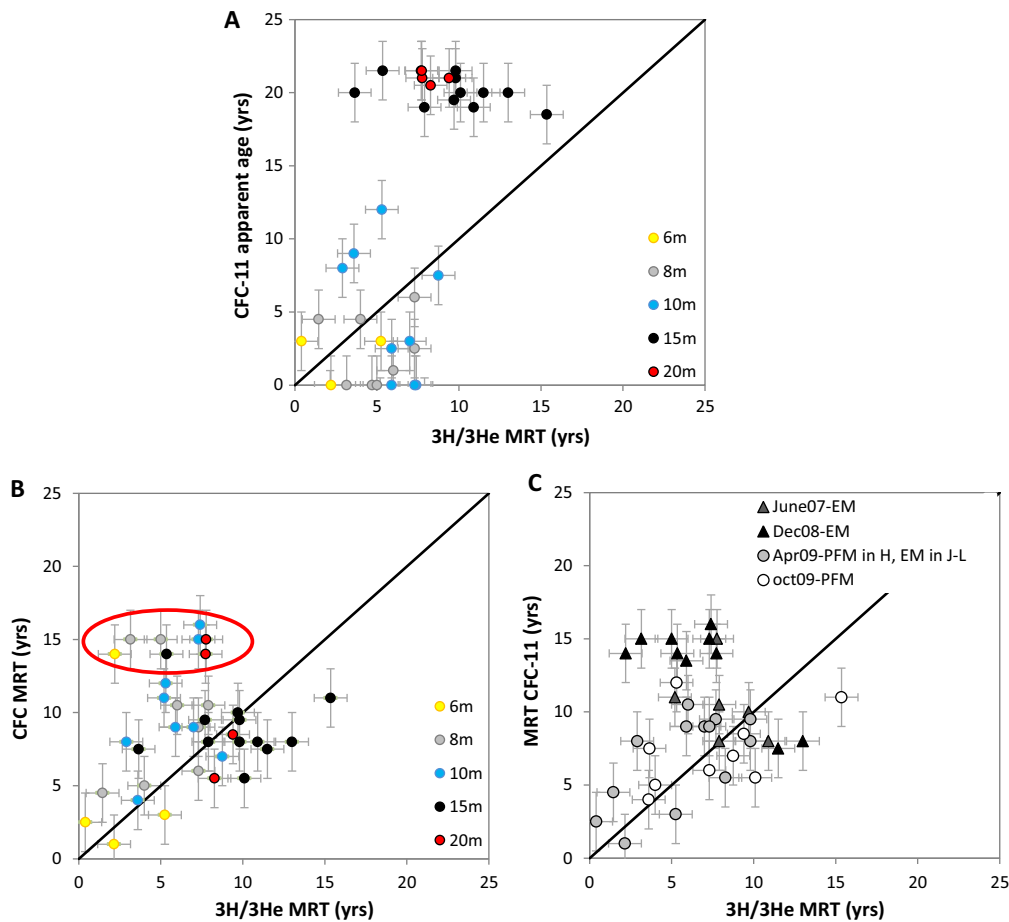 A
25
20
15
10
5
0
CFC-11 apparent age (yrs)
6m
8m
10m
15m
20m
0 5 10 15 20 25
3H/3He MRT (yrs)
B
25
20
15
10
5
0
CFC MRT (yrs)
6m
8m
10m
15m
20m
0 5 10 15 20 25
3H/3He MRT (yrs)
C
25
20
15
10
5
0
MRT CFC-11 (yrs)
June07-EM
Dec08-EM
Apr09-PFM in H, EM in J-L
oct09-PFM
0 5 10 15 20 25
3H/3He MRT (yrs)